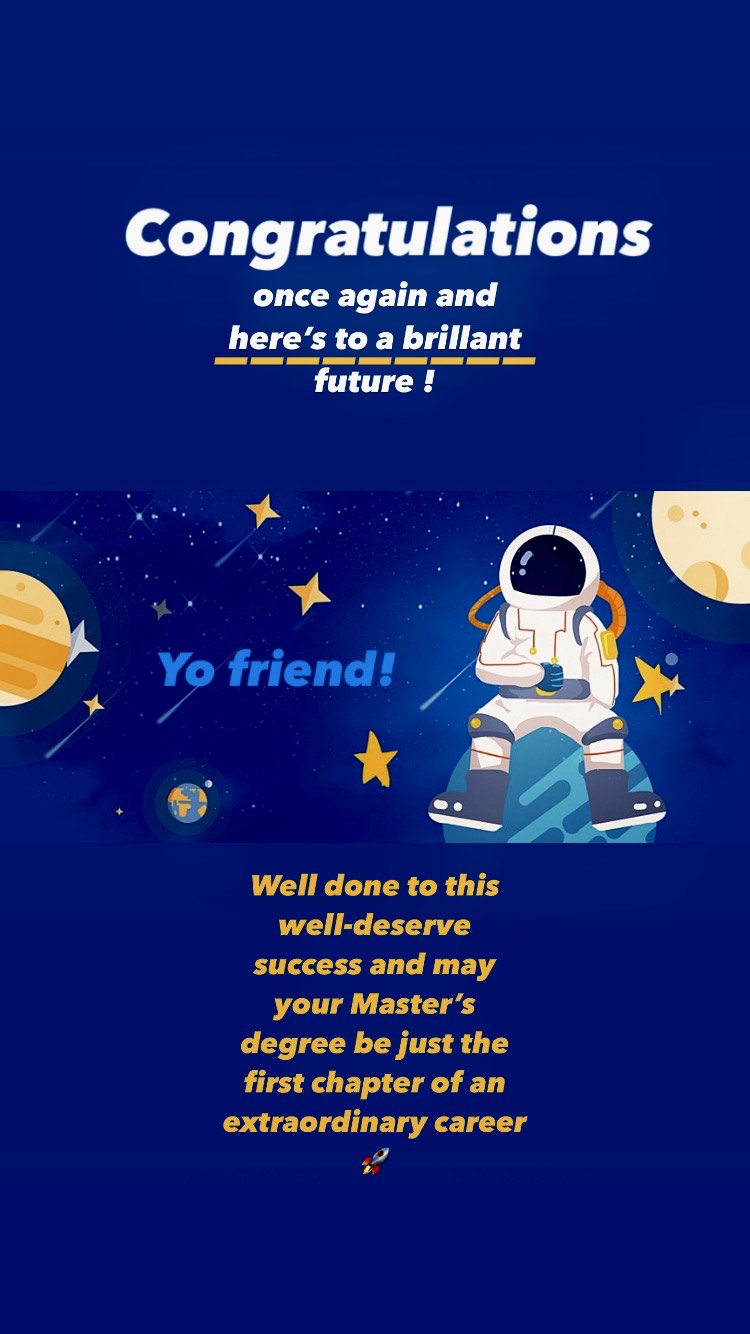 Congratulations
once again and
here’s to a brillant
future !
Yo friend!
Well done to this
well-deserve
success and may
your Master’s
degree be just the
first chapter of an
extraordinary career
🚀